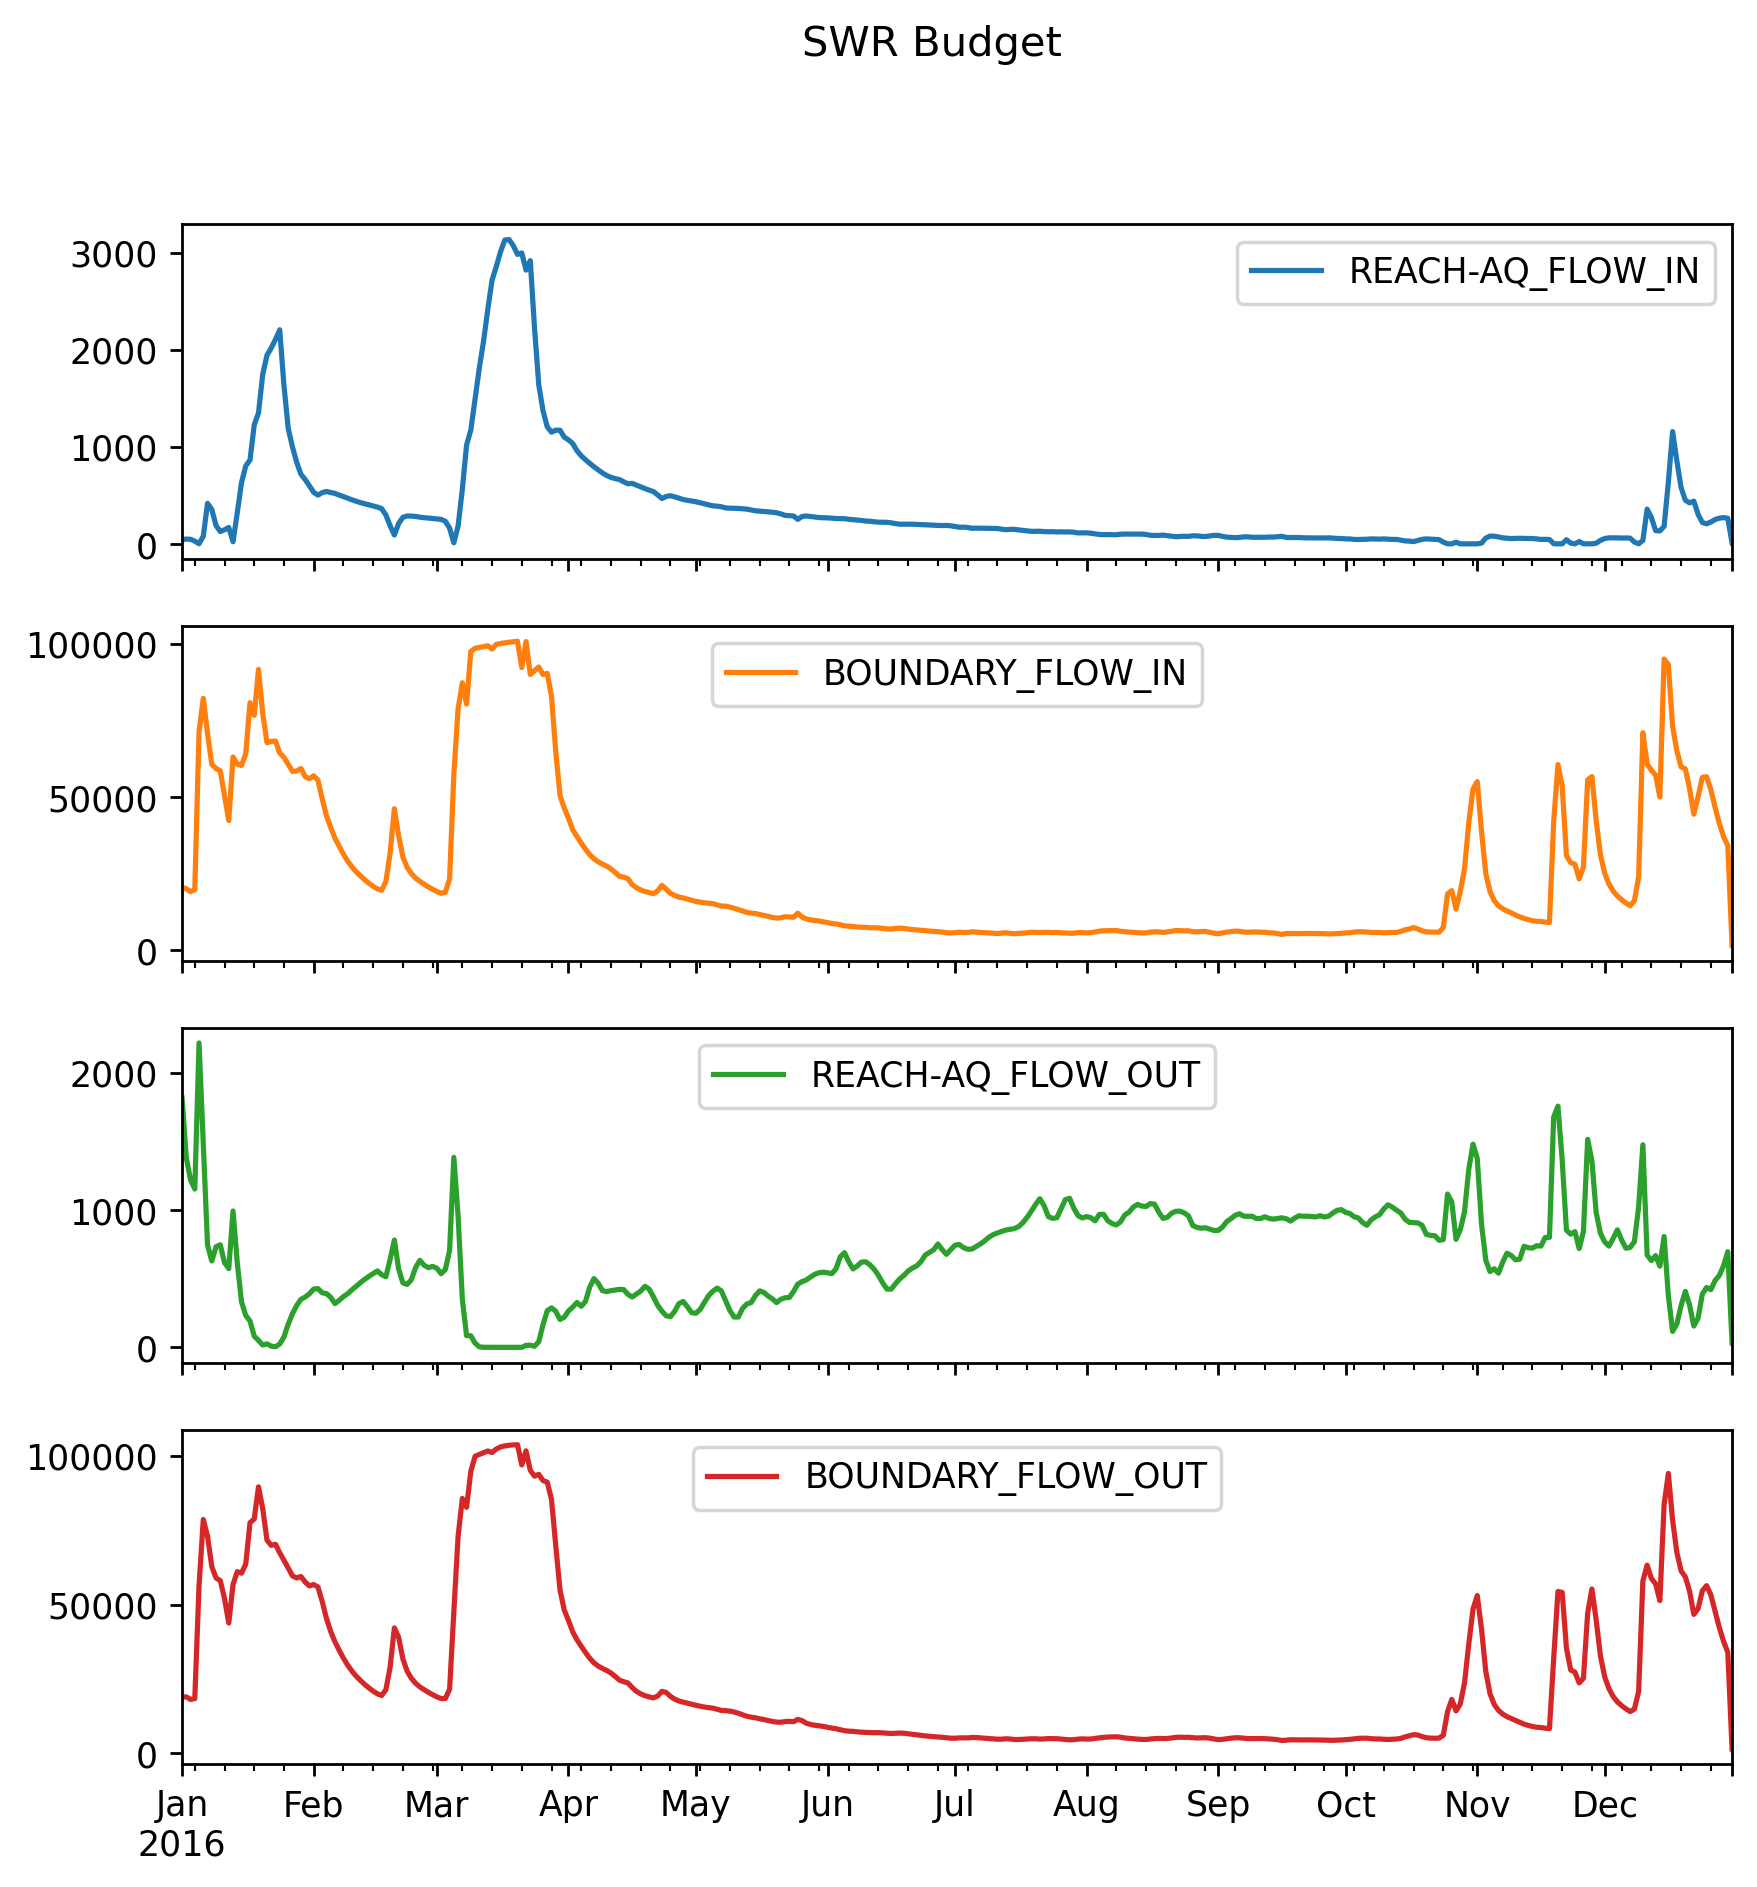 SWR Budget
3000
2000
1000
0
REACH-AQ_FLOW_IN
100000
50000
0
BOUNDARY_FLOW_IN
2000
1000
0
REACH-AQ_FLOW_OUT
100000
50000
0
BOUNDARY_FLOW_OUT
Jan Feb Mar Apr May Jun Jul Aug Sep Oct Nov Dec
2016